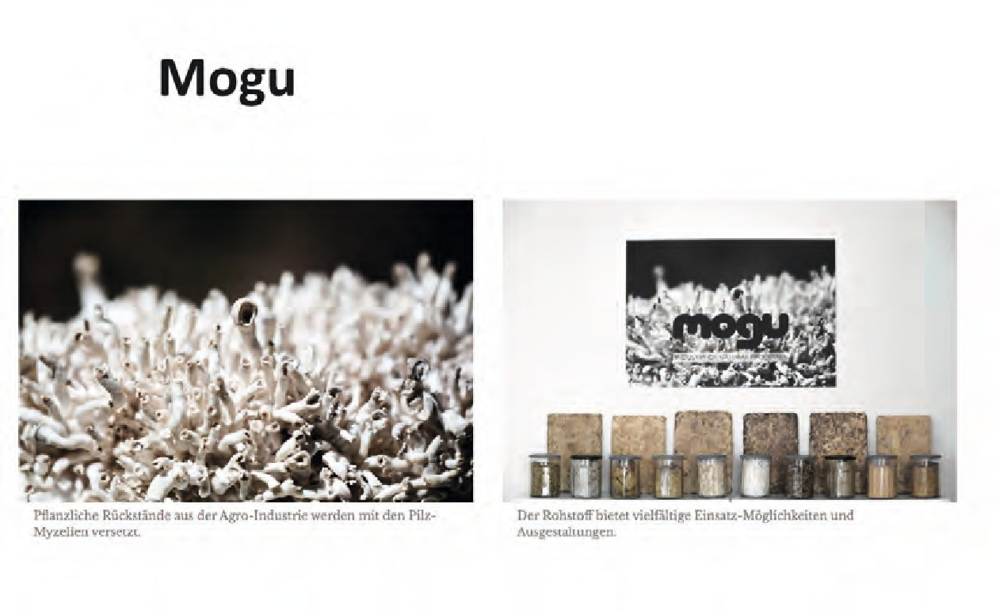 Mogu
mogu
Pflanzliche Rückstände aus der Agro-Industrie werden mit den Pilz-
Myzelien versetzt.
Der Rohstoff bietet vielfältige Einsatz-Möglichkeiten und
Ausgestaltungen.